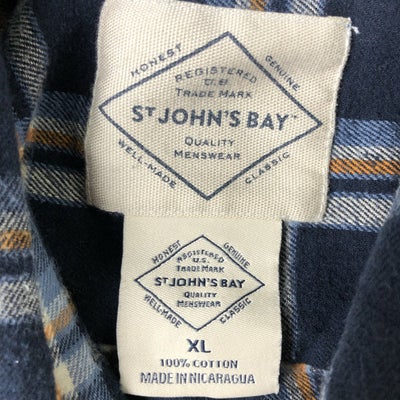 HONEST
GENUINE
REGISTERED
U.S
TRADE MARK
ST JOHN'S BAY™
QUALITY
MENSWEAR
WELL-MADE
CLASSIC
HONEST
GENUINE
REGISTERED
U.S.
TRADE MARK
ST JOHN'S BAY
QUALITY
MENSWEAR
WELL-MADE
CLASSIC
XL
100% COTTON
MADE IN NICARAGUA